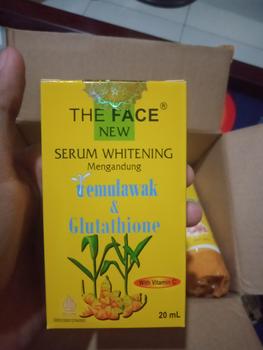 THE FACE®
NEW
SERUM WHITENING
Mengandung
Temulawak
&
Glutathione
With Vitamin C
20 mL